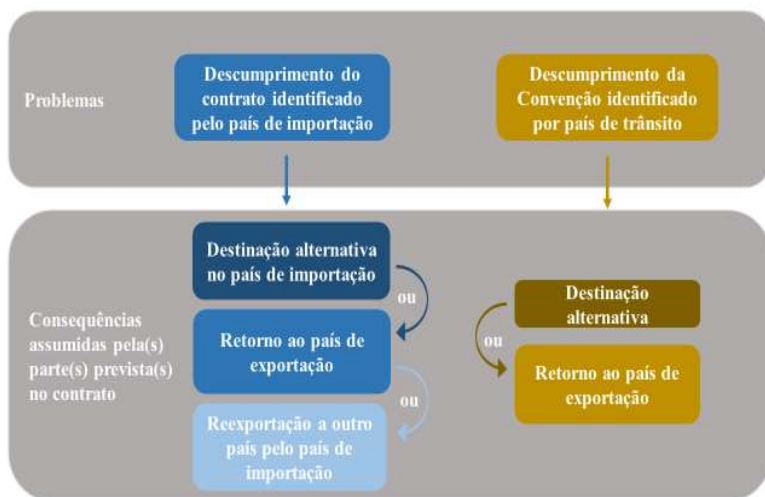 Problemas
Descumprimento do
contrato identificado
pelo país de importação
Descumprimento da
Convenção identificado
por país de trânsito
Consequências
assumidas pela(s)
parte(s) prevista(s)
no contrato
Destinação alternativa
no país de importação
ou
Retorno ao país de
exportação
ou
Reexportação a outro
país pelo país de
importação
Destinação
alternativa
ou
Retorno ao país de
exportação